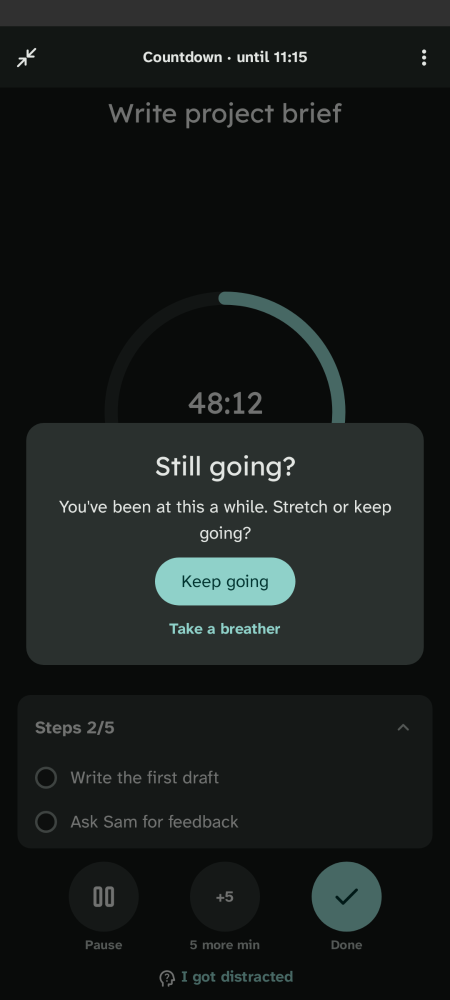 Countdown · until 11:15
Write project brief
48:12
Still going?
You've been at this a while. Stretch or keep
going?
Keep going
Take a breather
Steps 2/5
Write the first draft
Ask Sam for feedback
+5
Pause
5 more min
Done
I got distracted